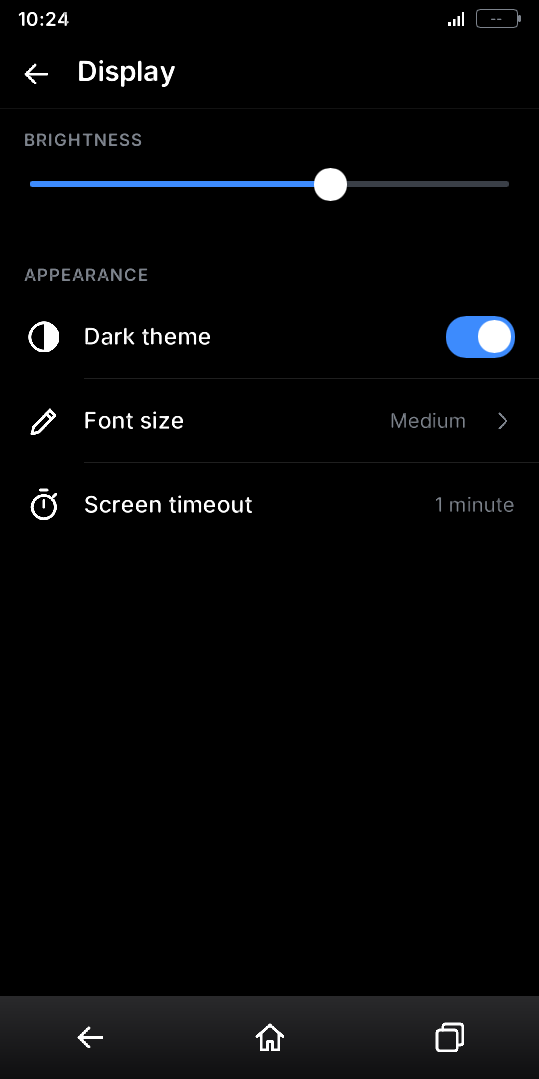 10:24
--
Display
BRIGHTNESS
APPEARANCE
Dark theme
Font size Medium
Screen timeout 1 minute